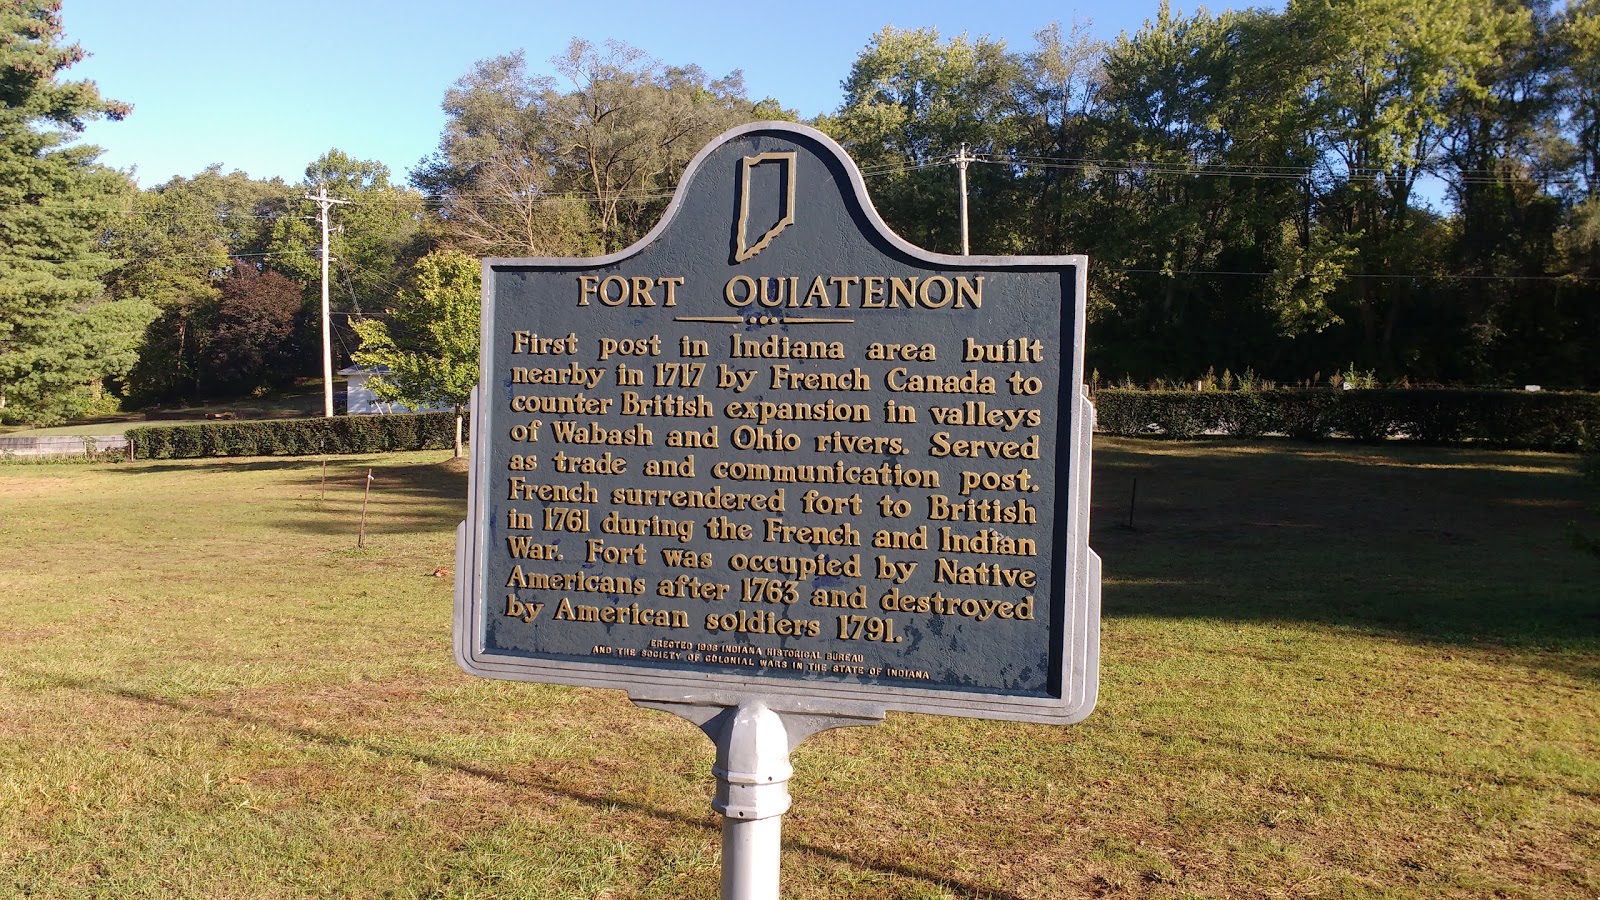 FORT OUIATENON
First post in Indiana area built
nearby in 1717 by French Canada to
counter British expansion in valleys
of Wabash and Ohio rivers. Served
as trade and communication post.
French surrendered fort to British
in 1761 during the French and Indian
War. Fort was occupied by Native
Americans after 1763 and destroyed
by American soldiers 1791.
ERECTED INDIANA HISTORICAL BUREAU
AND THE SOCIETY OF COLONIAL WARS IN THE STATE OF INDIANA